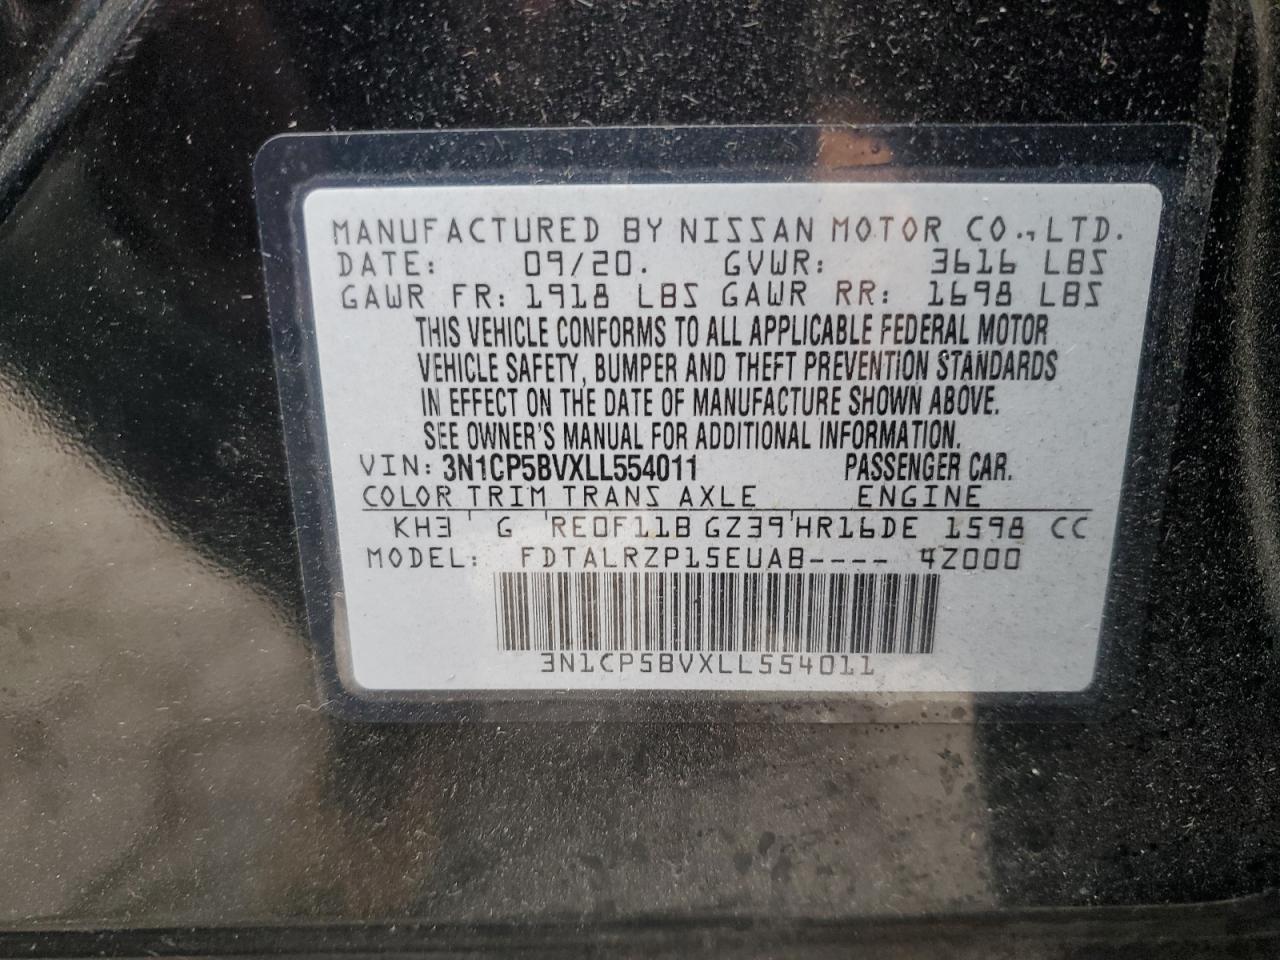 MANUFACTURED BY NISSAN MOTOR CO., LTD.
DATE: 09/20. GVWR: 3616 LBS
GAWR FR: 1918 LBS GAWR RR: 1698 LBS
THIS VEHICLE CONFORMS TO ALL APPLICABLE FEDERAL MOTOR
VEHICLE SAFETY, BUMPER AND THEFT PREVENTION STANDARDS
IN EFFECT ON THE DATE OF MANUFACTURE SHOWN ABOVE.
SEE OWNER'S MANUAL FOR ADDITIONAL INFORMATION.
VIN: 3N1CP5BVXLL554011 PASSENGER CAR.
COLOR TRIM TRANS AXLE ENGINE
KH3 G RE0F11B GZ39 HR16DE 1598 CC
MODEL: FDTALRZP15EUAB---- 4Z000
3N1CP5BVXLL554011